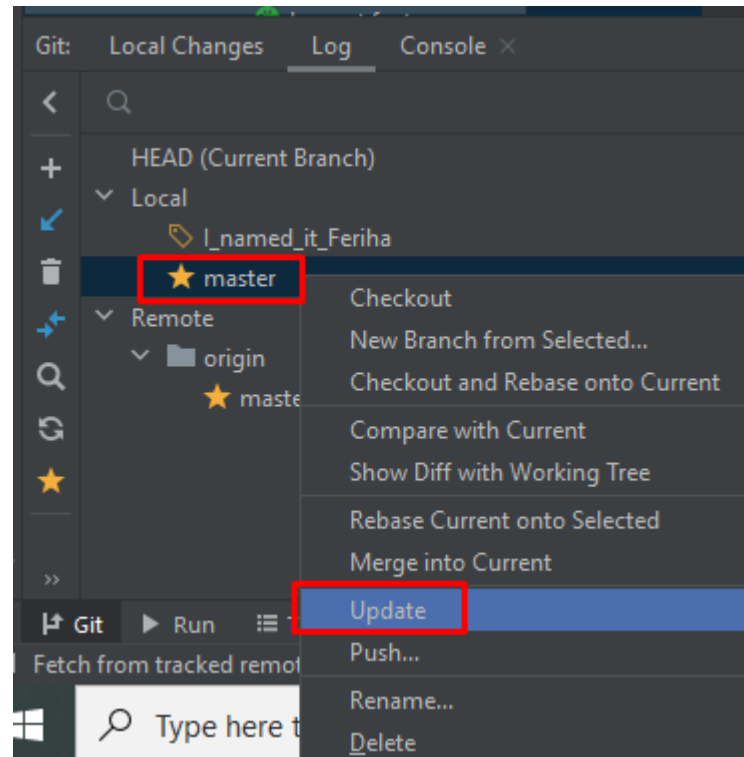 Git: Local Changes Log Console
HEAD (Current Branch)
Local
I_named_it_Feriha
master
Remote
origin
Checkout
New Branch from Selected...
Checkout and Rebase onto Current
Compare with Current
Show Diff with Working Tree
Rebase Current onto Selected
Merge into Current
Update
Push...
Rename...
Delete
Git Run
Fetch from tracked
Type here